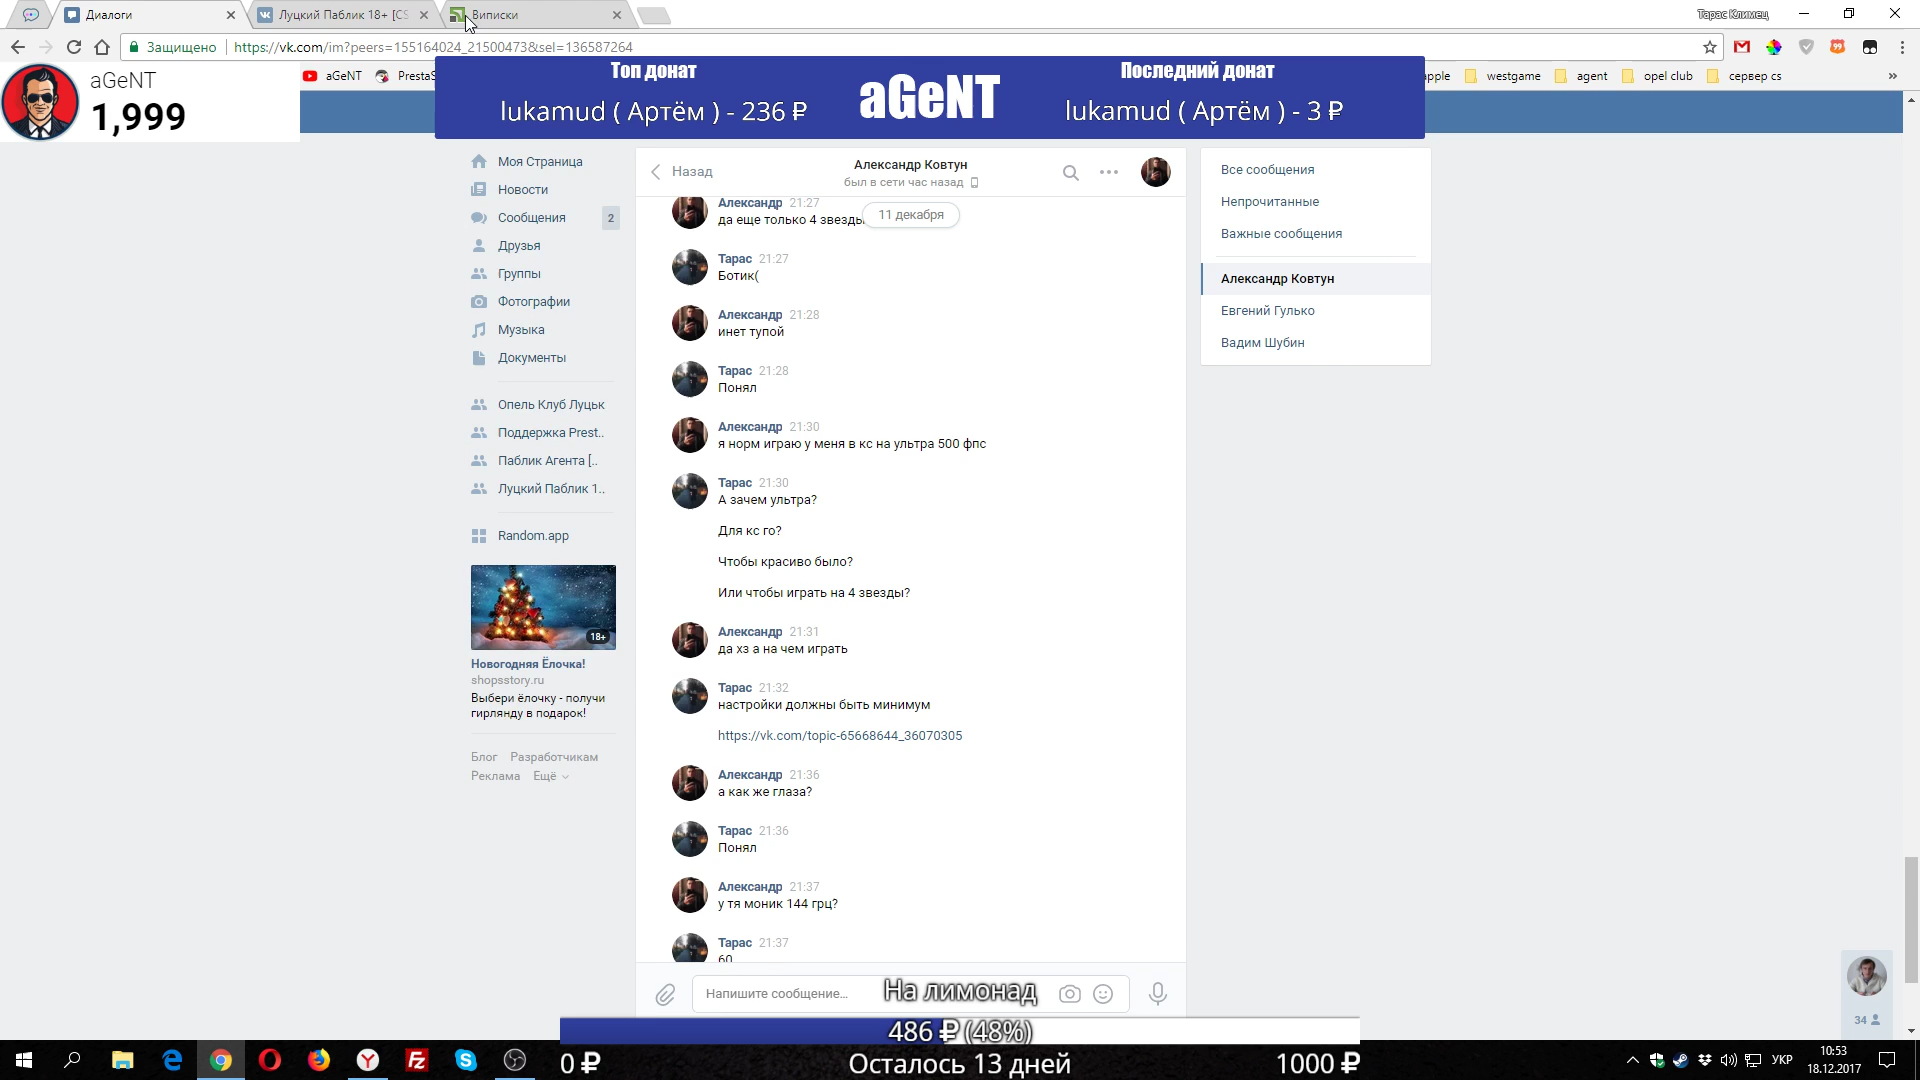 Диалоги
Луцкий Паблик 18+ [CS
Виписки
Тарас Климец
Защищено
https://vk.com/im?peers=155164024_21500473&sel=136587264
aGeNT
1,999
aGeNT
Presta
Топ донат
lukamud ( Артём ) - 236 ₽
aGeNT
Последний донат
lukamud ( Артём ) - 3 ₽
apple
westgame
agent
opel club
сервер cs
»
Моя Страница
Новости
Сообщения
2
Друзья
Группы
Фотографии
Музыка
Документы
Опель Клуб Луцьк
Поддержка Prest..
Паблик Агента [..
Луцкий Паблик 1..
Random.app
18+
Новогодняя Ёлочка!
shopsstory.ru
Выбери ёлочку - получи
гирлянду в подарок!
Блог Разработчикам
Реклама Ещё
Назад
Александр Ковтун
был в сети час назад
11 декабря
Александр 21:27
да еще только 4 звезды
Тарас 21:27
Ботик(
Александр 21:28
инет тупой
Тарас 21:28
Понял
Александр 21:30
я норм играю у меня в кс на ультра 500 фпс
Тарас 21:30
А зачем ультра?
Для кс го?
Чтобы красиво было?
Или чтобы играть на 4 звезды?
Александр 21:31
да хз а на чем играть
Тарас 21:32
настройки должны быть минимум
https://vk.com/topic-65668644_36070305
Александр 21:36
а как же глаза?
Тарас 21:36
Понял
Александр 21:37
у тя моник 144 грц?
Тарас 21:37
60
Напишите сообщение...
Все сообщения
Непрочитанные
Важные сообщения
Александр Ковтун
Евгений Гулько
Вадим Шубин
34
На лимонад
486 ₽ (48%)
0 ₽
Осталось 13 дней
1000 ₽
УКР
10:53
18.12.2017